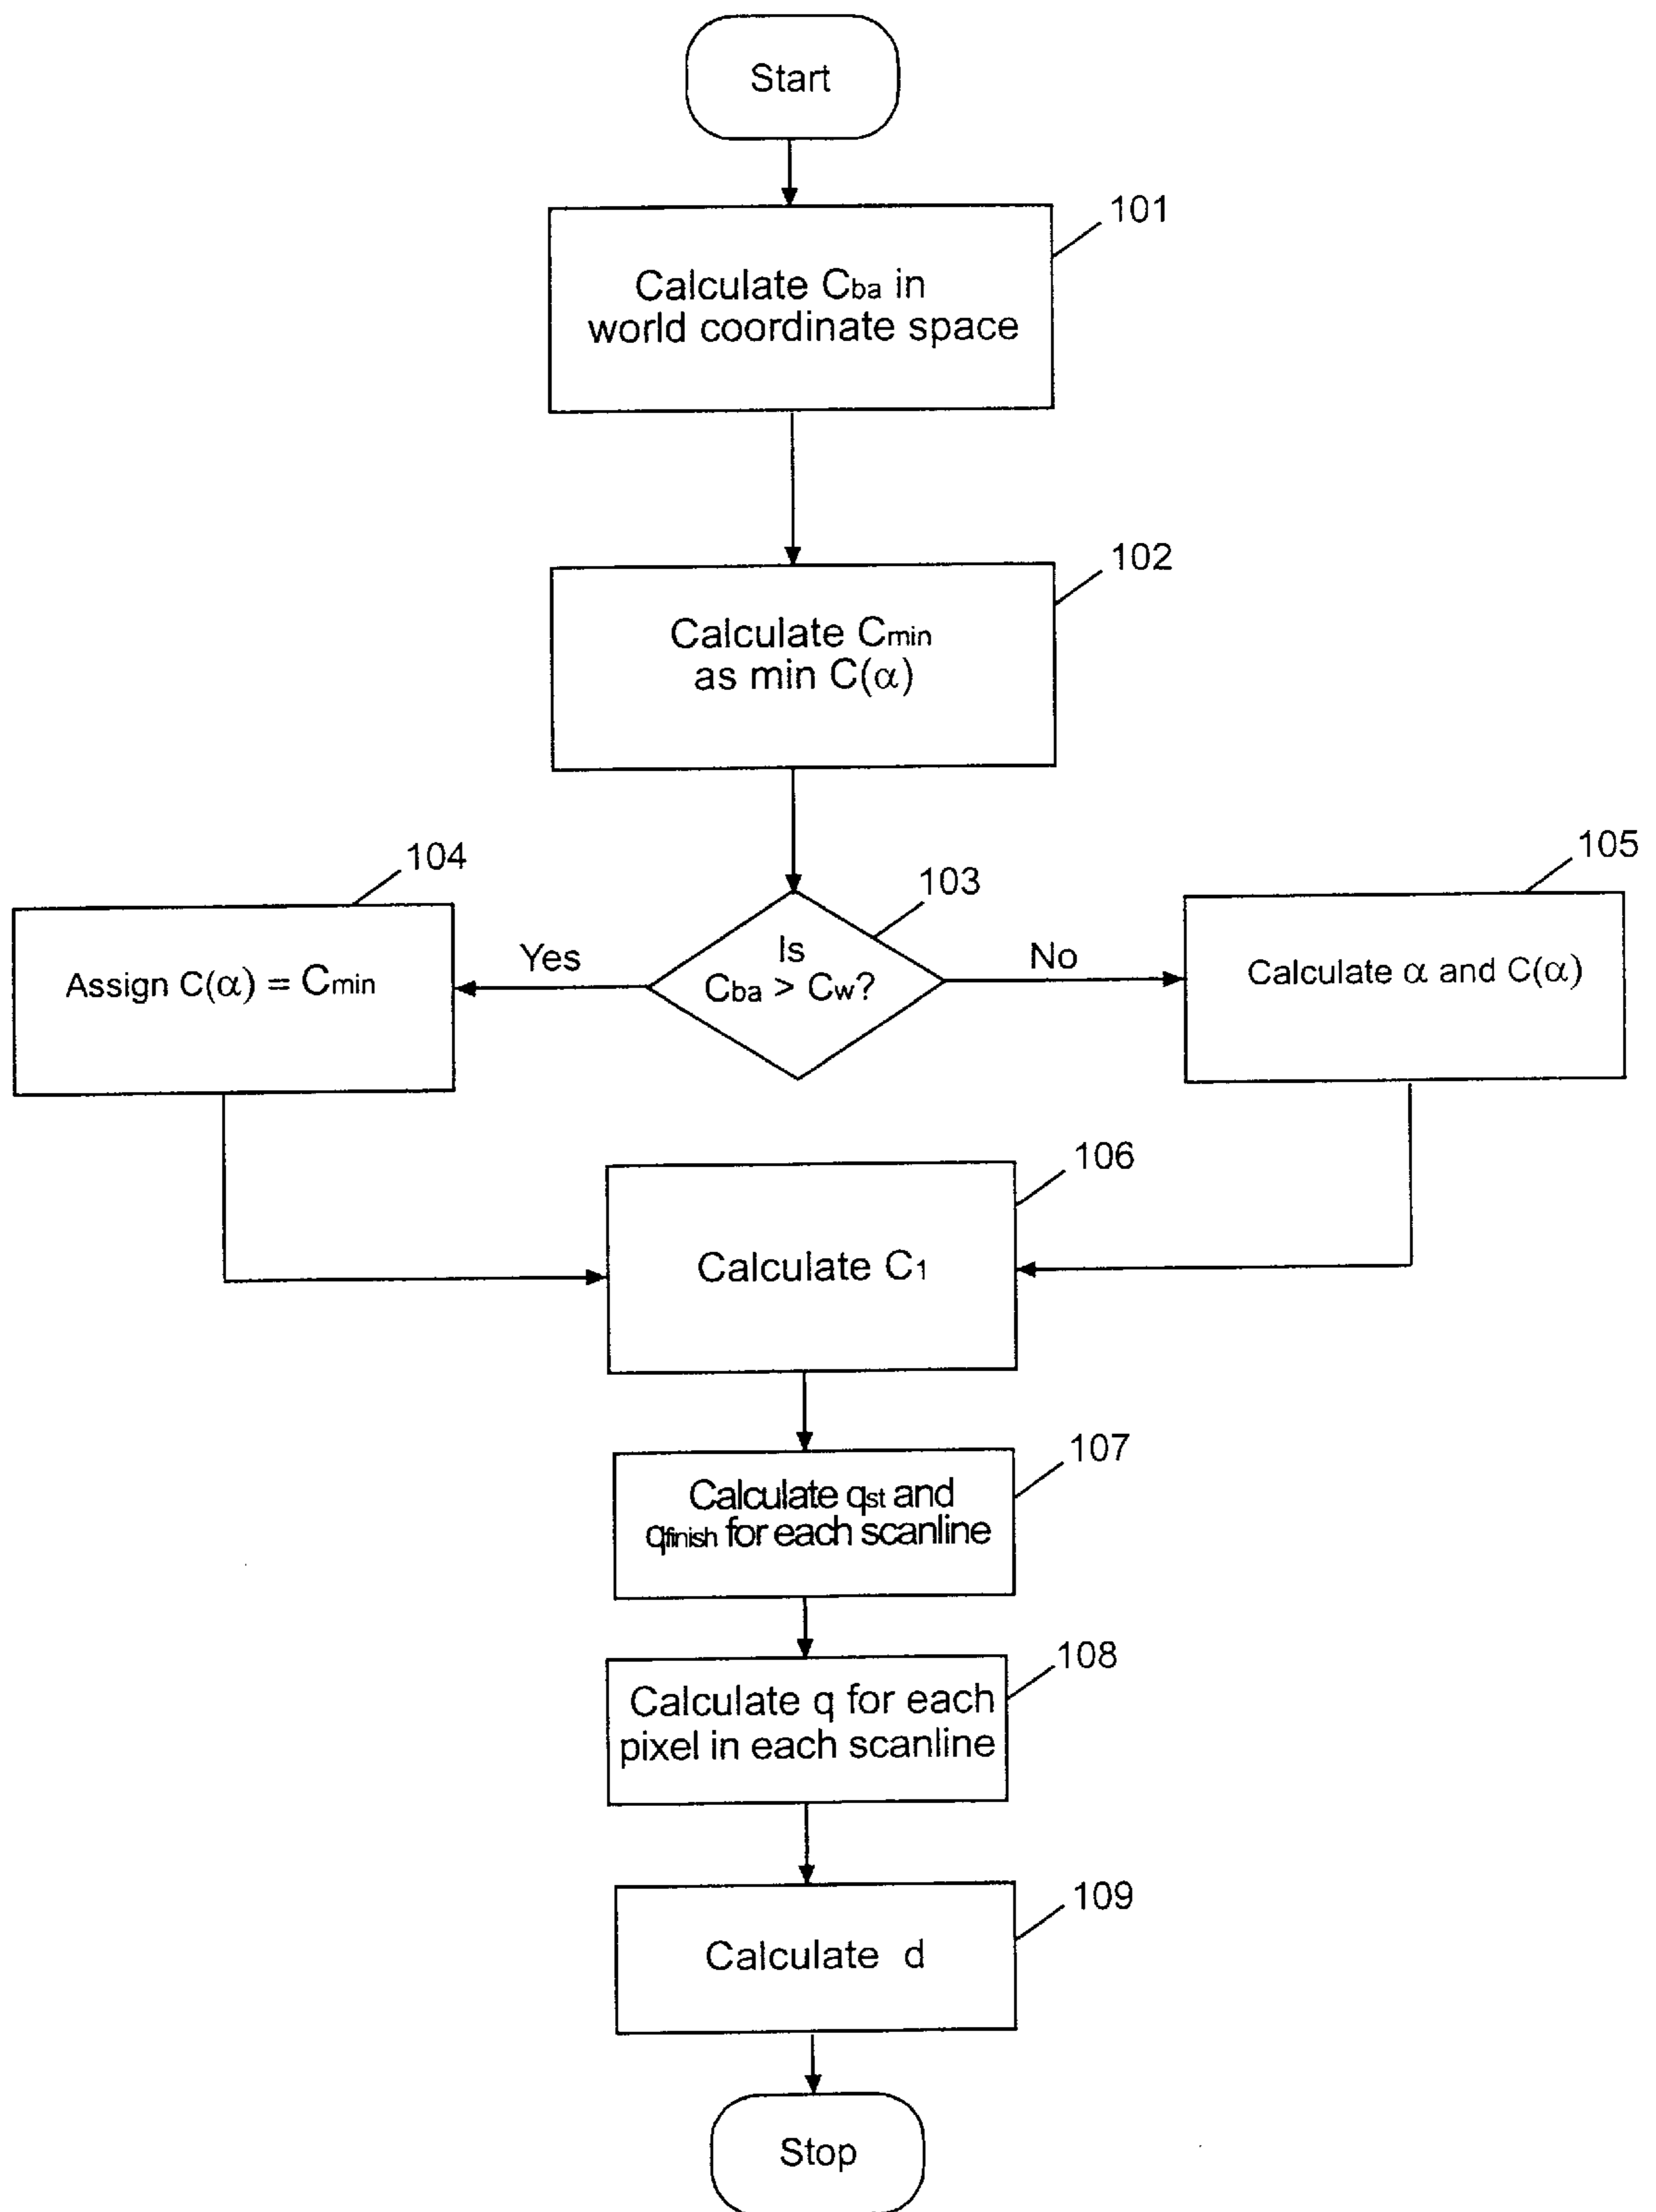 Start
101
Calculate Cba in
world coordinate space
102
Calculate Cmin
as min C(α)
104
103
105
Assign C(α) = Cmin
Yes
Is
Cba > Cw?
No
Calculate α and C(α)
106
Calculate C1
107
Calculate qst and
qfinish for each scanline
108
Calculate q for each
pixel in each scanline
109
Calculate d
Stop